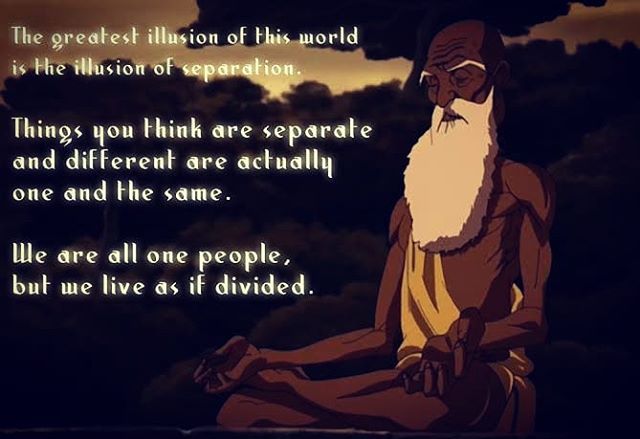 The greatest illusion of this world
is the illusion of separation.
Things you think are separate
and different are actually
one and the same.
We are all one people,
but we live as if divided.